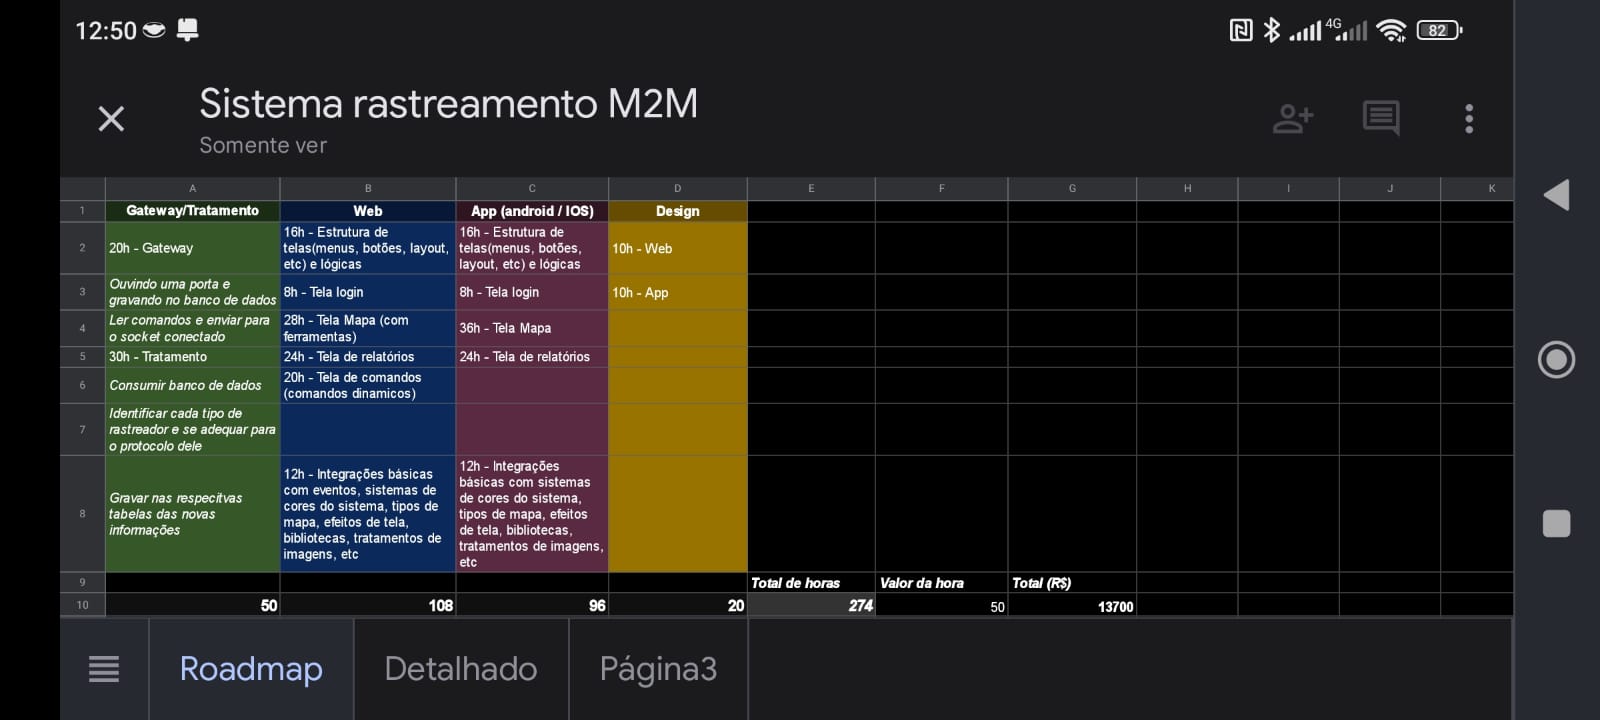 12:50
4G
82
Sistema rastreamento M2M
Somente ver
A B C D E F G H I J K
1 Gateway/Tratamento Web App (android / IOS) Design
2
20h - Gateway
16h - Estrutura de
telas(menus, botões, layout,
etc) e lógicas
16h - Estrutura de
telas(menus, botões,
layout, etc) e lógicas
10h - Web
3
Ouvindo uma porta e
gravando no banco de dados
8h - Tela login
8h - Tela login
10h - App
4
Ler comandos e enviar para
o socket conectado
28h - Tela Mapa (com
ferramentas)
36h - Tela Mapa
5
30h - Tratamento
24h - Tela de relatórios
24h - Tela de relatórios
6
Consumir banco de dados
20h - Tela de comandos
(comandos dinamicos)
7
Identificar cada tipo de
rastreador e se adequar para
o protocolo dele
8
Gravar nas respecitvas
tabelas das novas
informações
12h - Integrações básicas
com eventos, sistemas de
cores do sistema, tipos de
mapa, efeitos de tela,
bibliotecas, tratamentos de
imagens, etc
12h - Integrações
básicas com sistemas
de cores do sistema,
tipos de mapa, efeitos
de tela, bibliotecas,
tratamentos de imagens,
etc
9 Total de horas Valor da hora Total (R$)
10 50 108 96 20 274 50 13700
Roadmap Detalhado Página3